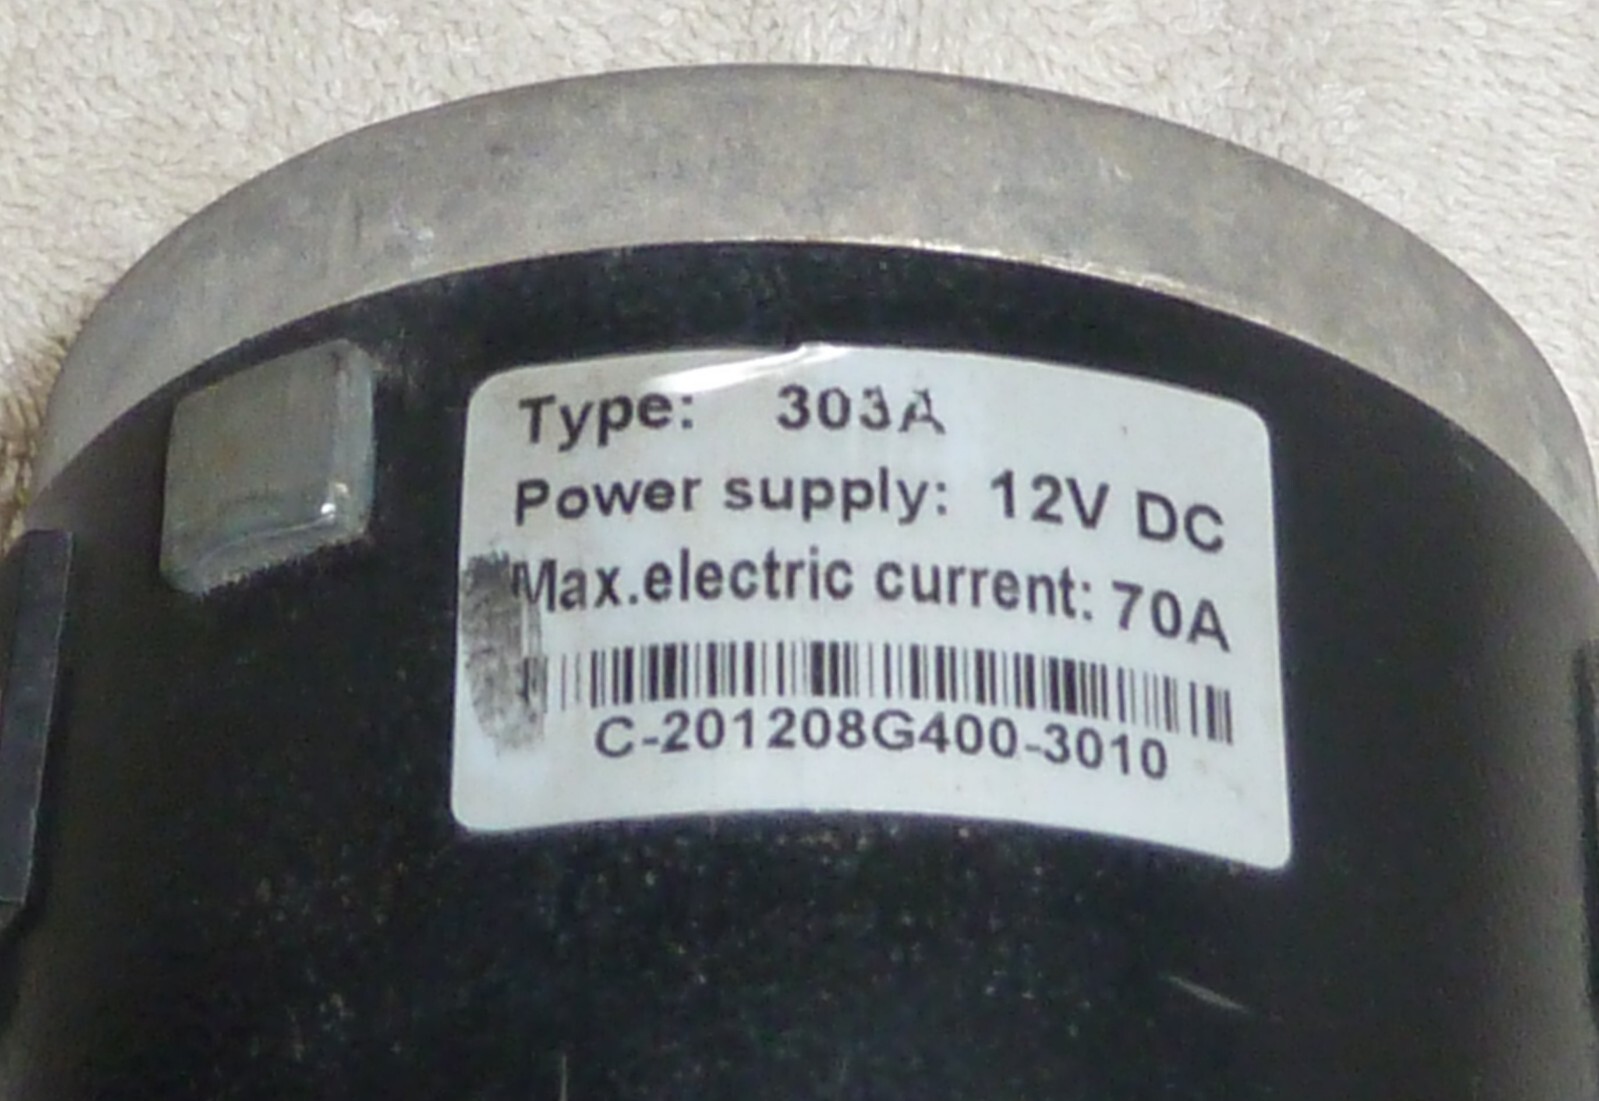 Type: 303A
Power supply: 12V DC
Max.electric current: 70A
C-201208G400-3010